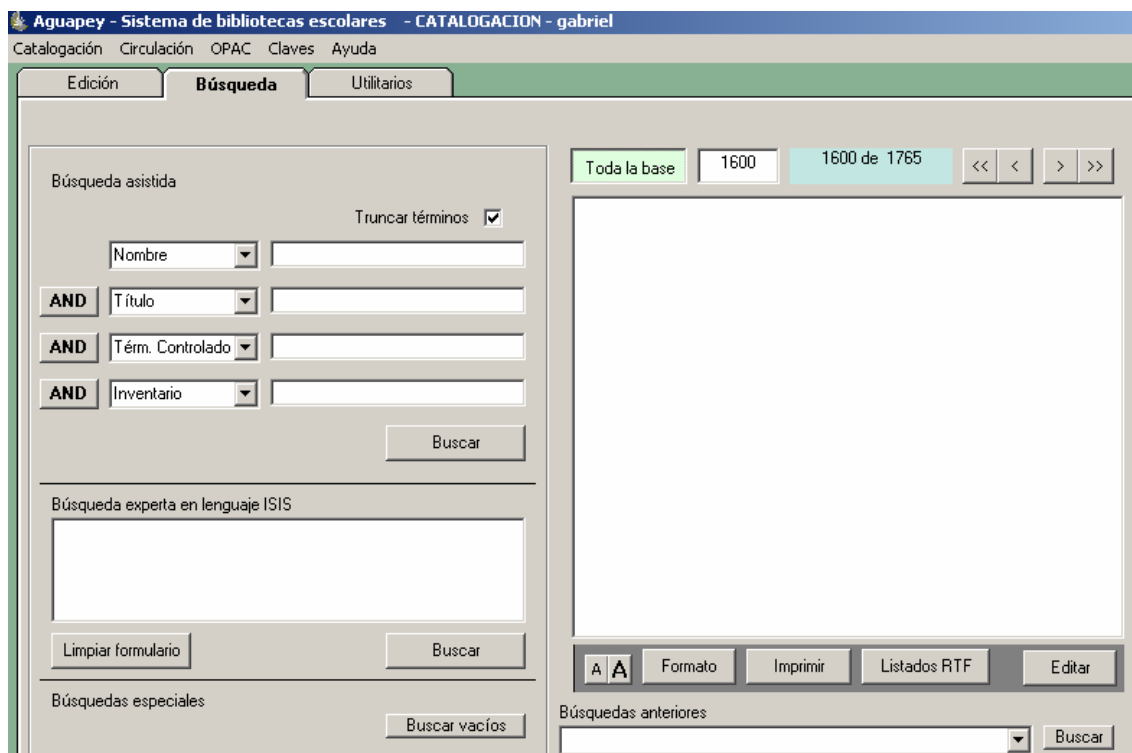 Aguapey - Sistema de bibliotecas escolares - CATALOGACION - gabriel
Catalogación Circulación OPAC Claves Ayuda
Edición Búsqueda Utilitarios
Búsqueda asistida
Truncar términos
Nombre
AND Título
AND Térm. Controlado
AND Inventario
Buscar
Búsqueda experta en lenguaje ISIS
Limpiar formulario Buscar
Búsquedas especiales
Buscar vacíos
Toda la base 1600 1600 de 1765 << < > >>
A A Formato Imprimir Listados RTF Editar
Búsquedas anteriores
Buscar